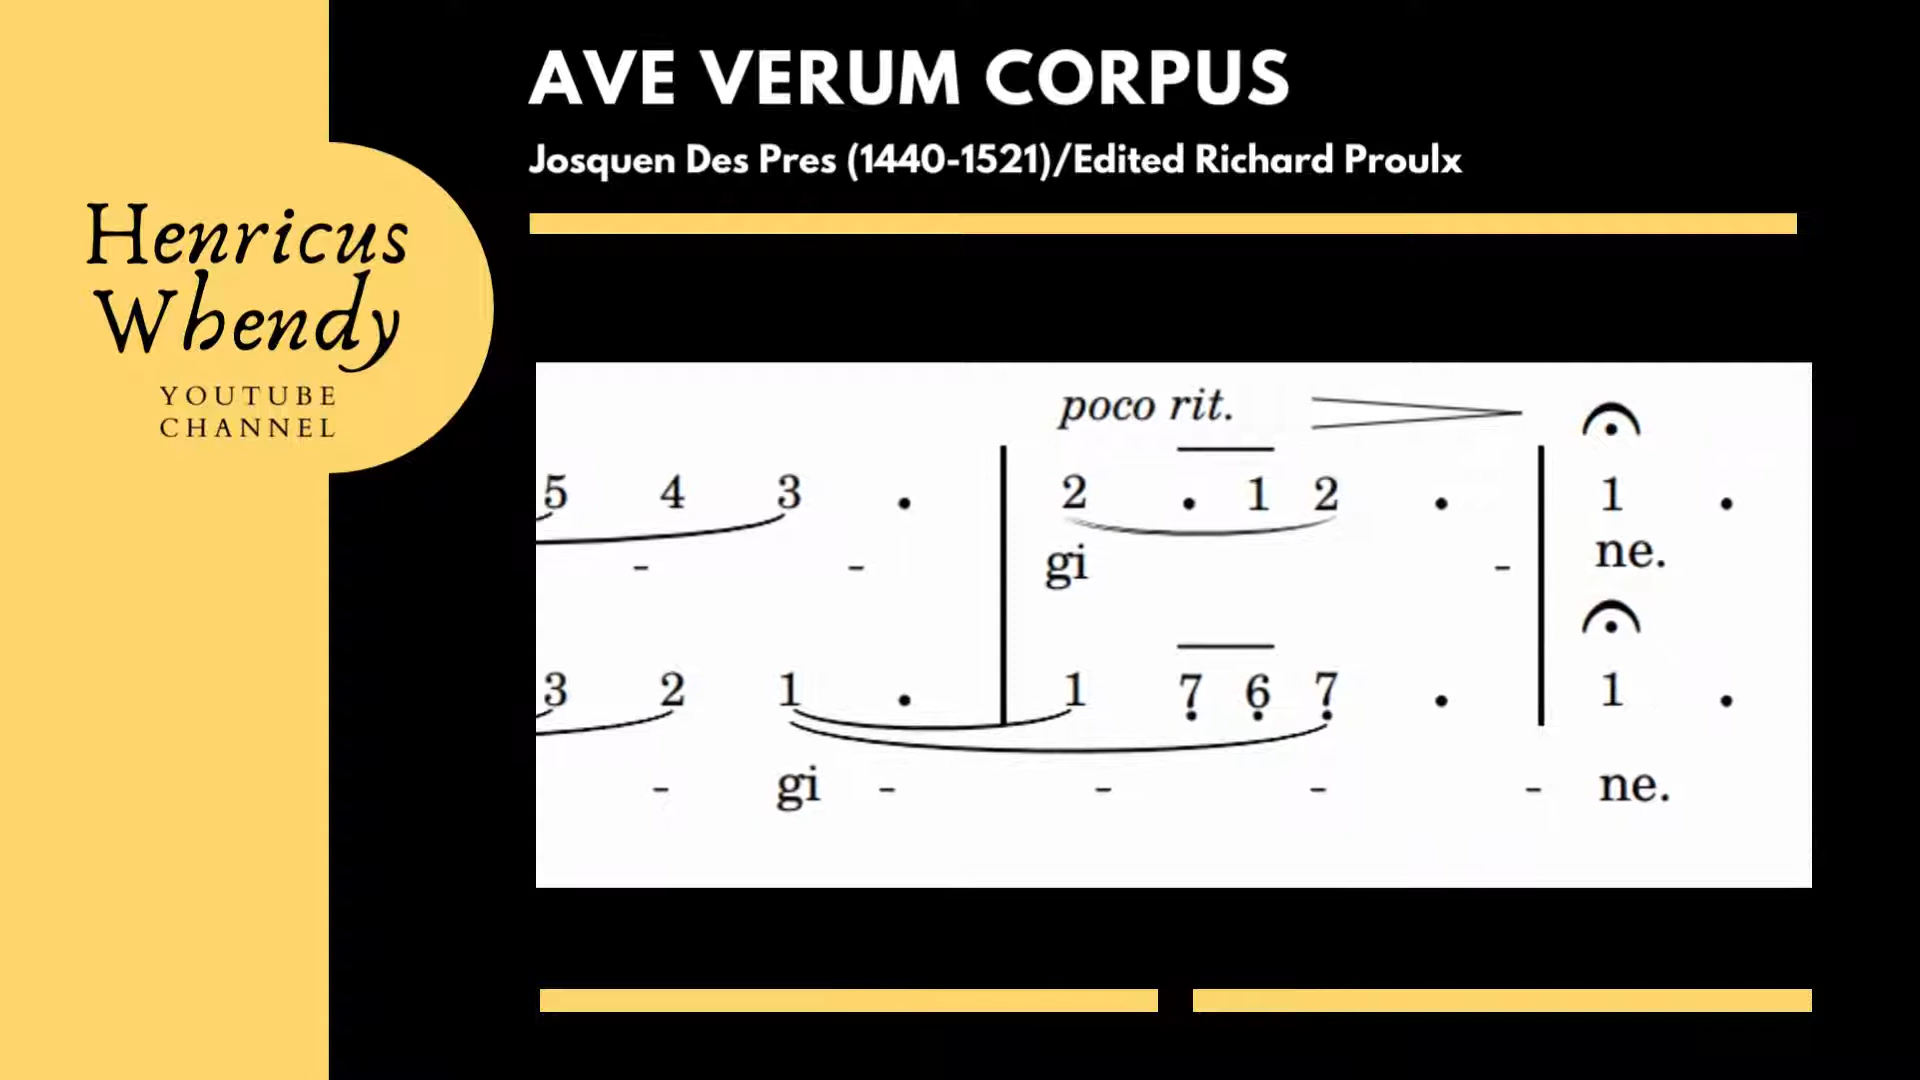 AVE VERUM CORPUS
Josquen Des Pres (1440-1521)/Edited Richard Proulx
Henricus
Whendy
YOUTUBE
CHANNEL
poco rit.
5 4 3 . 2 . 1 2 . 1 .
- - gi - ne.
3 2 1 . 1 7 6 7 . 1 .
- gi - - - - ne.